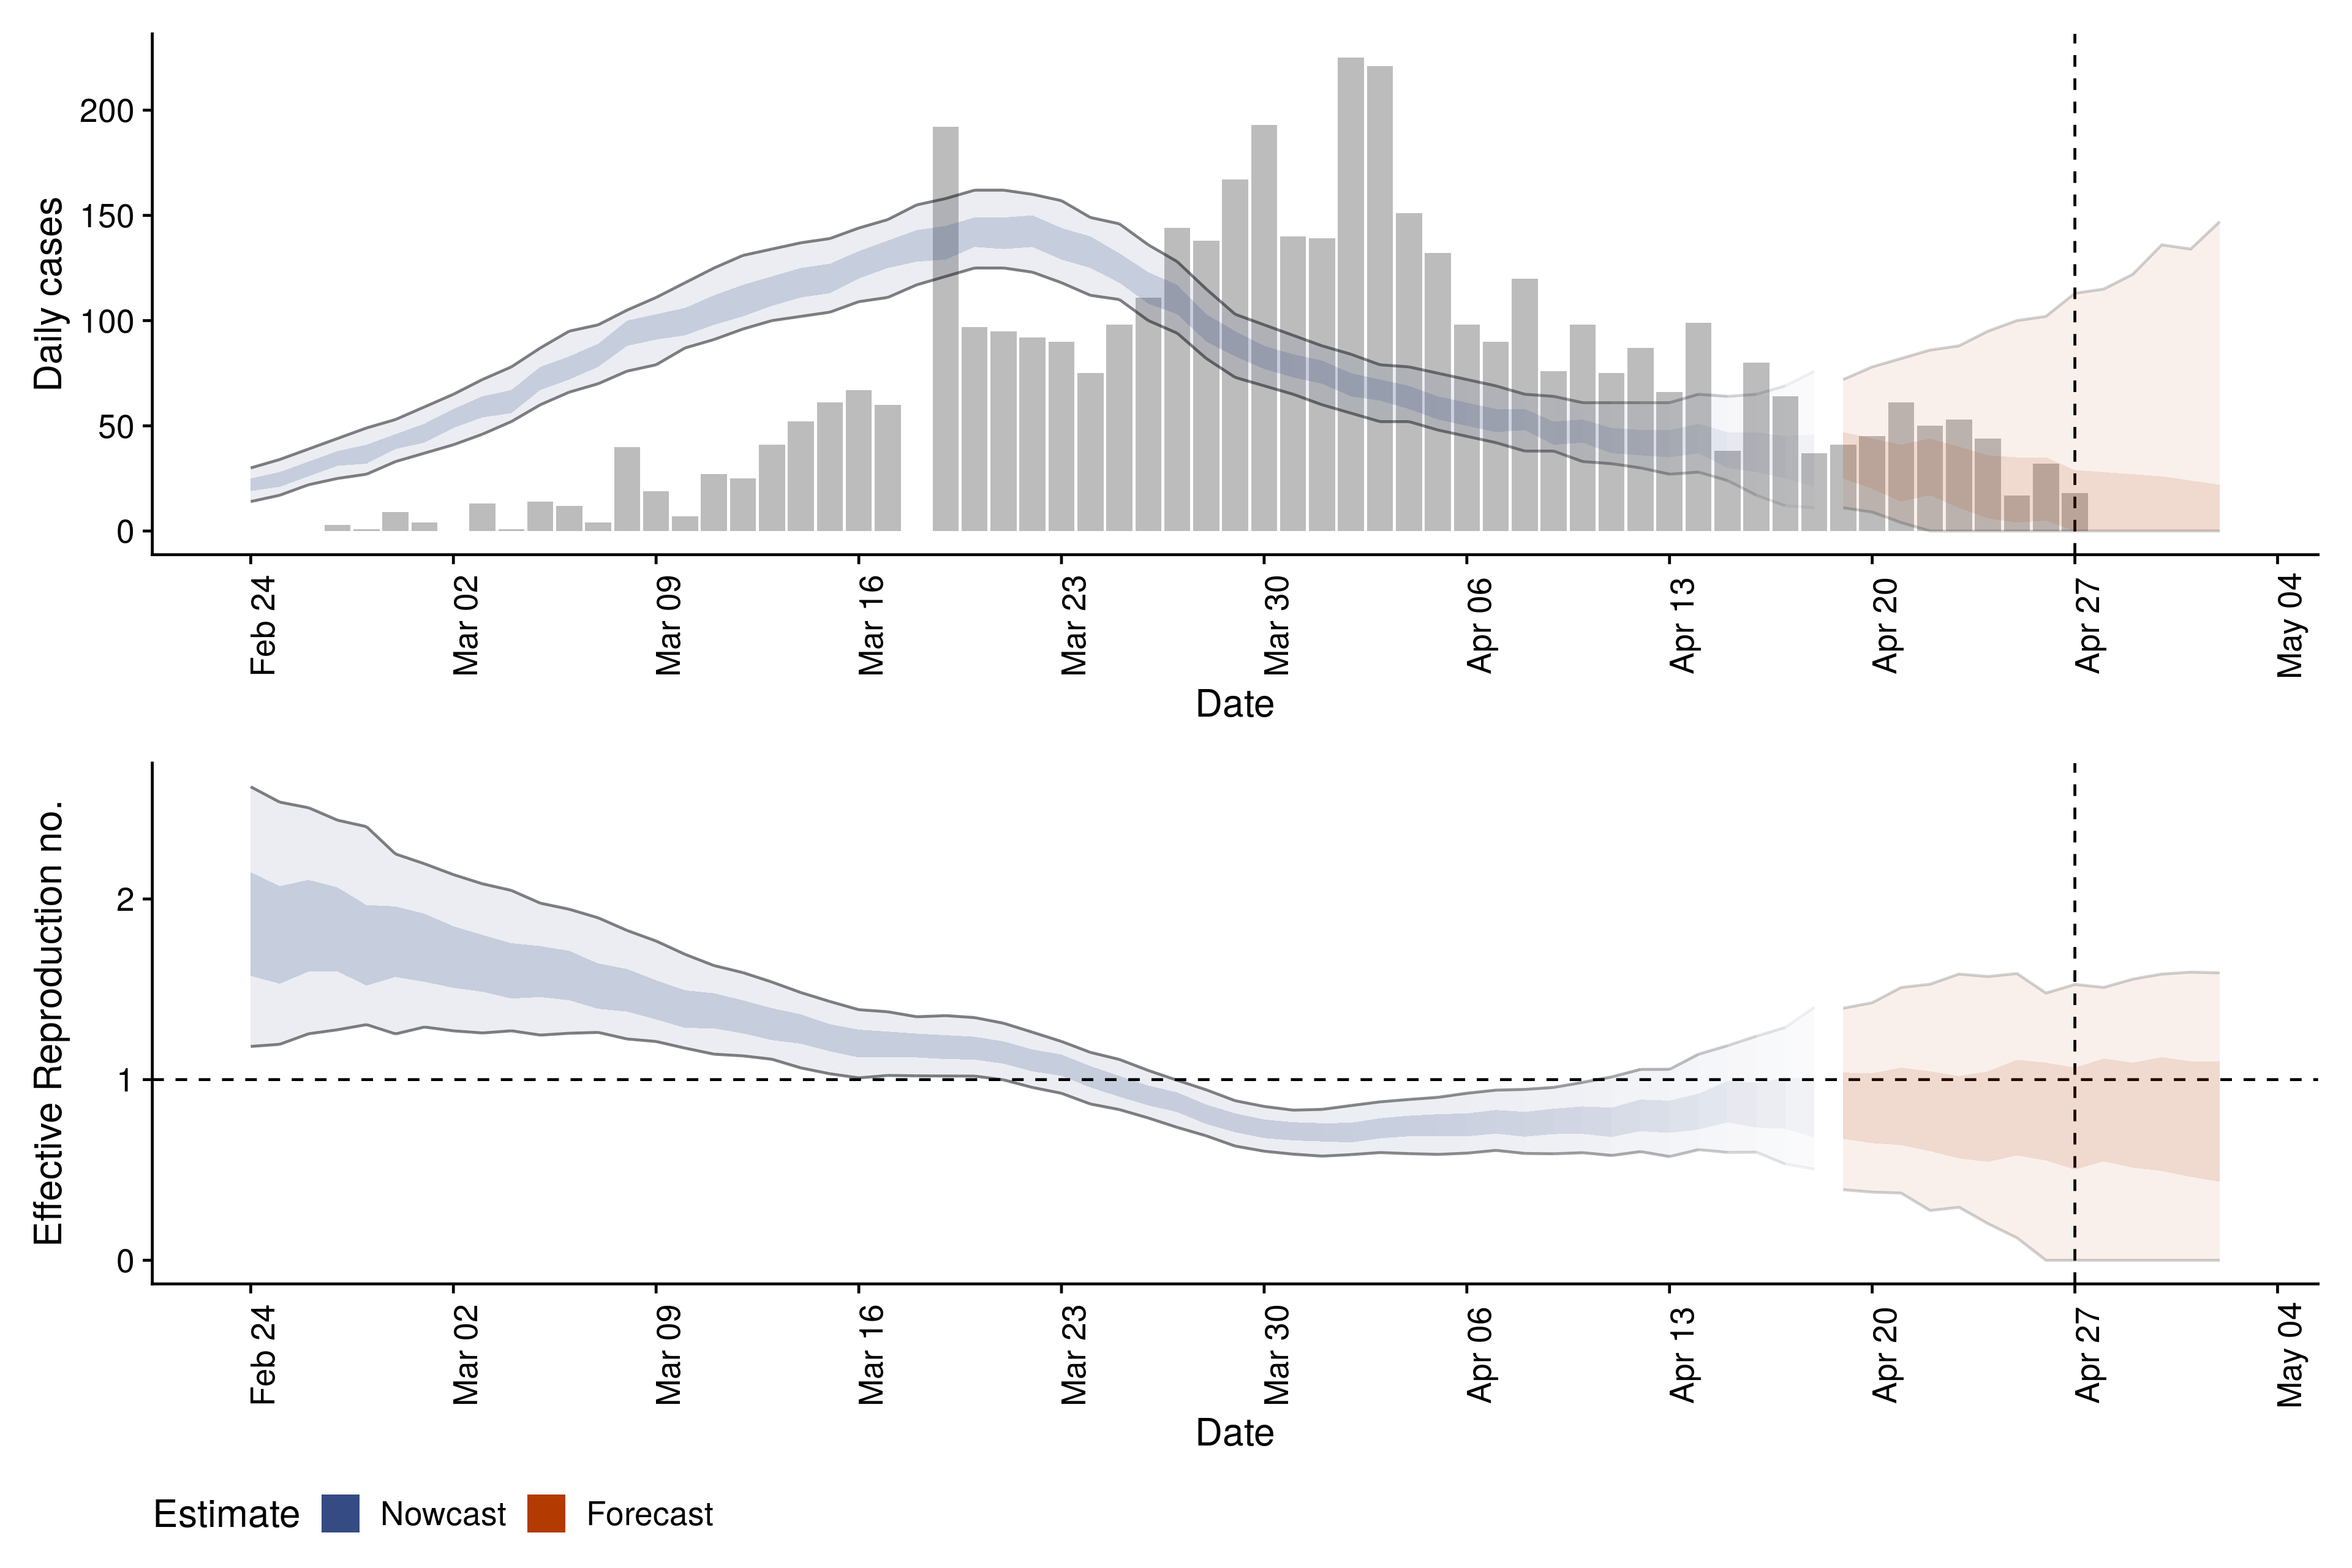 Daily cases
200
150
100
50
0
Feb 24
Mar 02
Mar 09
Mar 16
Mar 23
Mar 30
Apr 06
Apr 13
Apr 20
Apr 27
May 04
Date
Effective Reproduction no.
2
1
0
Feb 24
Mar 02
Mar 09
Mar 16
Mar 23
Mar 30
Apr 06
Apr 13
Apr 20
Apr 27
May 04
Date
Estimate Nowcast Forecast